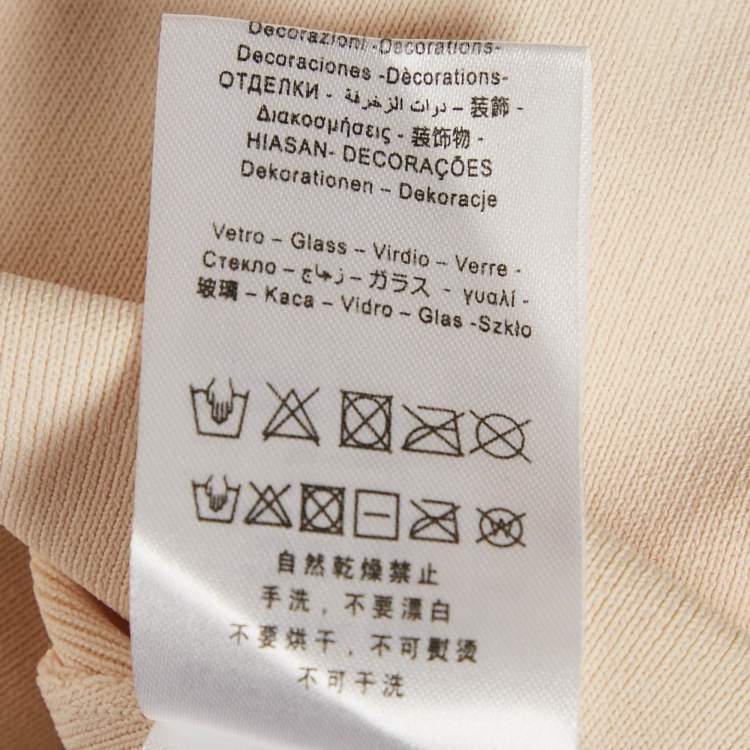 Decorazioni -Decorations-
Decoraciones -Dècorations-
ОТДЕЛКИ - درات الزخرفة – 装飾 -
Διακοσμήσεις - 装饰物 -
HIASAN- DECORAÇÕES
Dekorationen – Dekoracje
Vetro – Glass – Virdio – Verre -
Стекло – زجاج – ガラス - γυαλί -
玻璃 – Kaca – Vidro – Glas -Szkło
W
自然乾燥禁止
手洗，不要漂白
不要烘干，不可熨烫
不可干洗